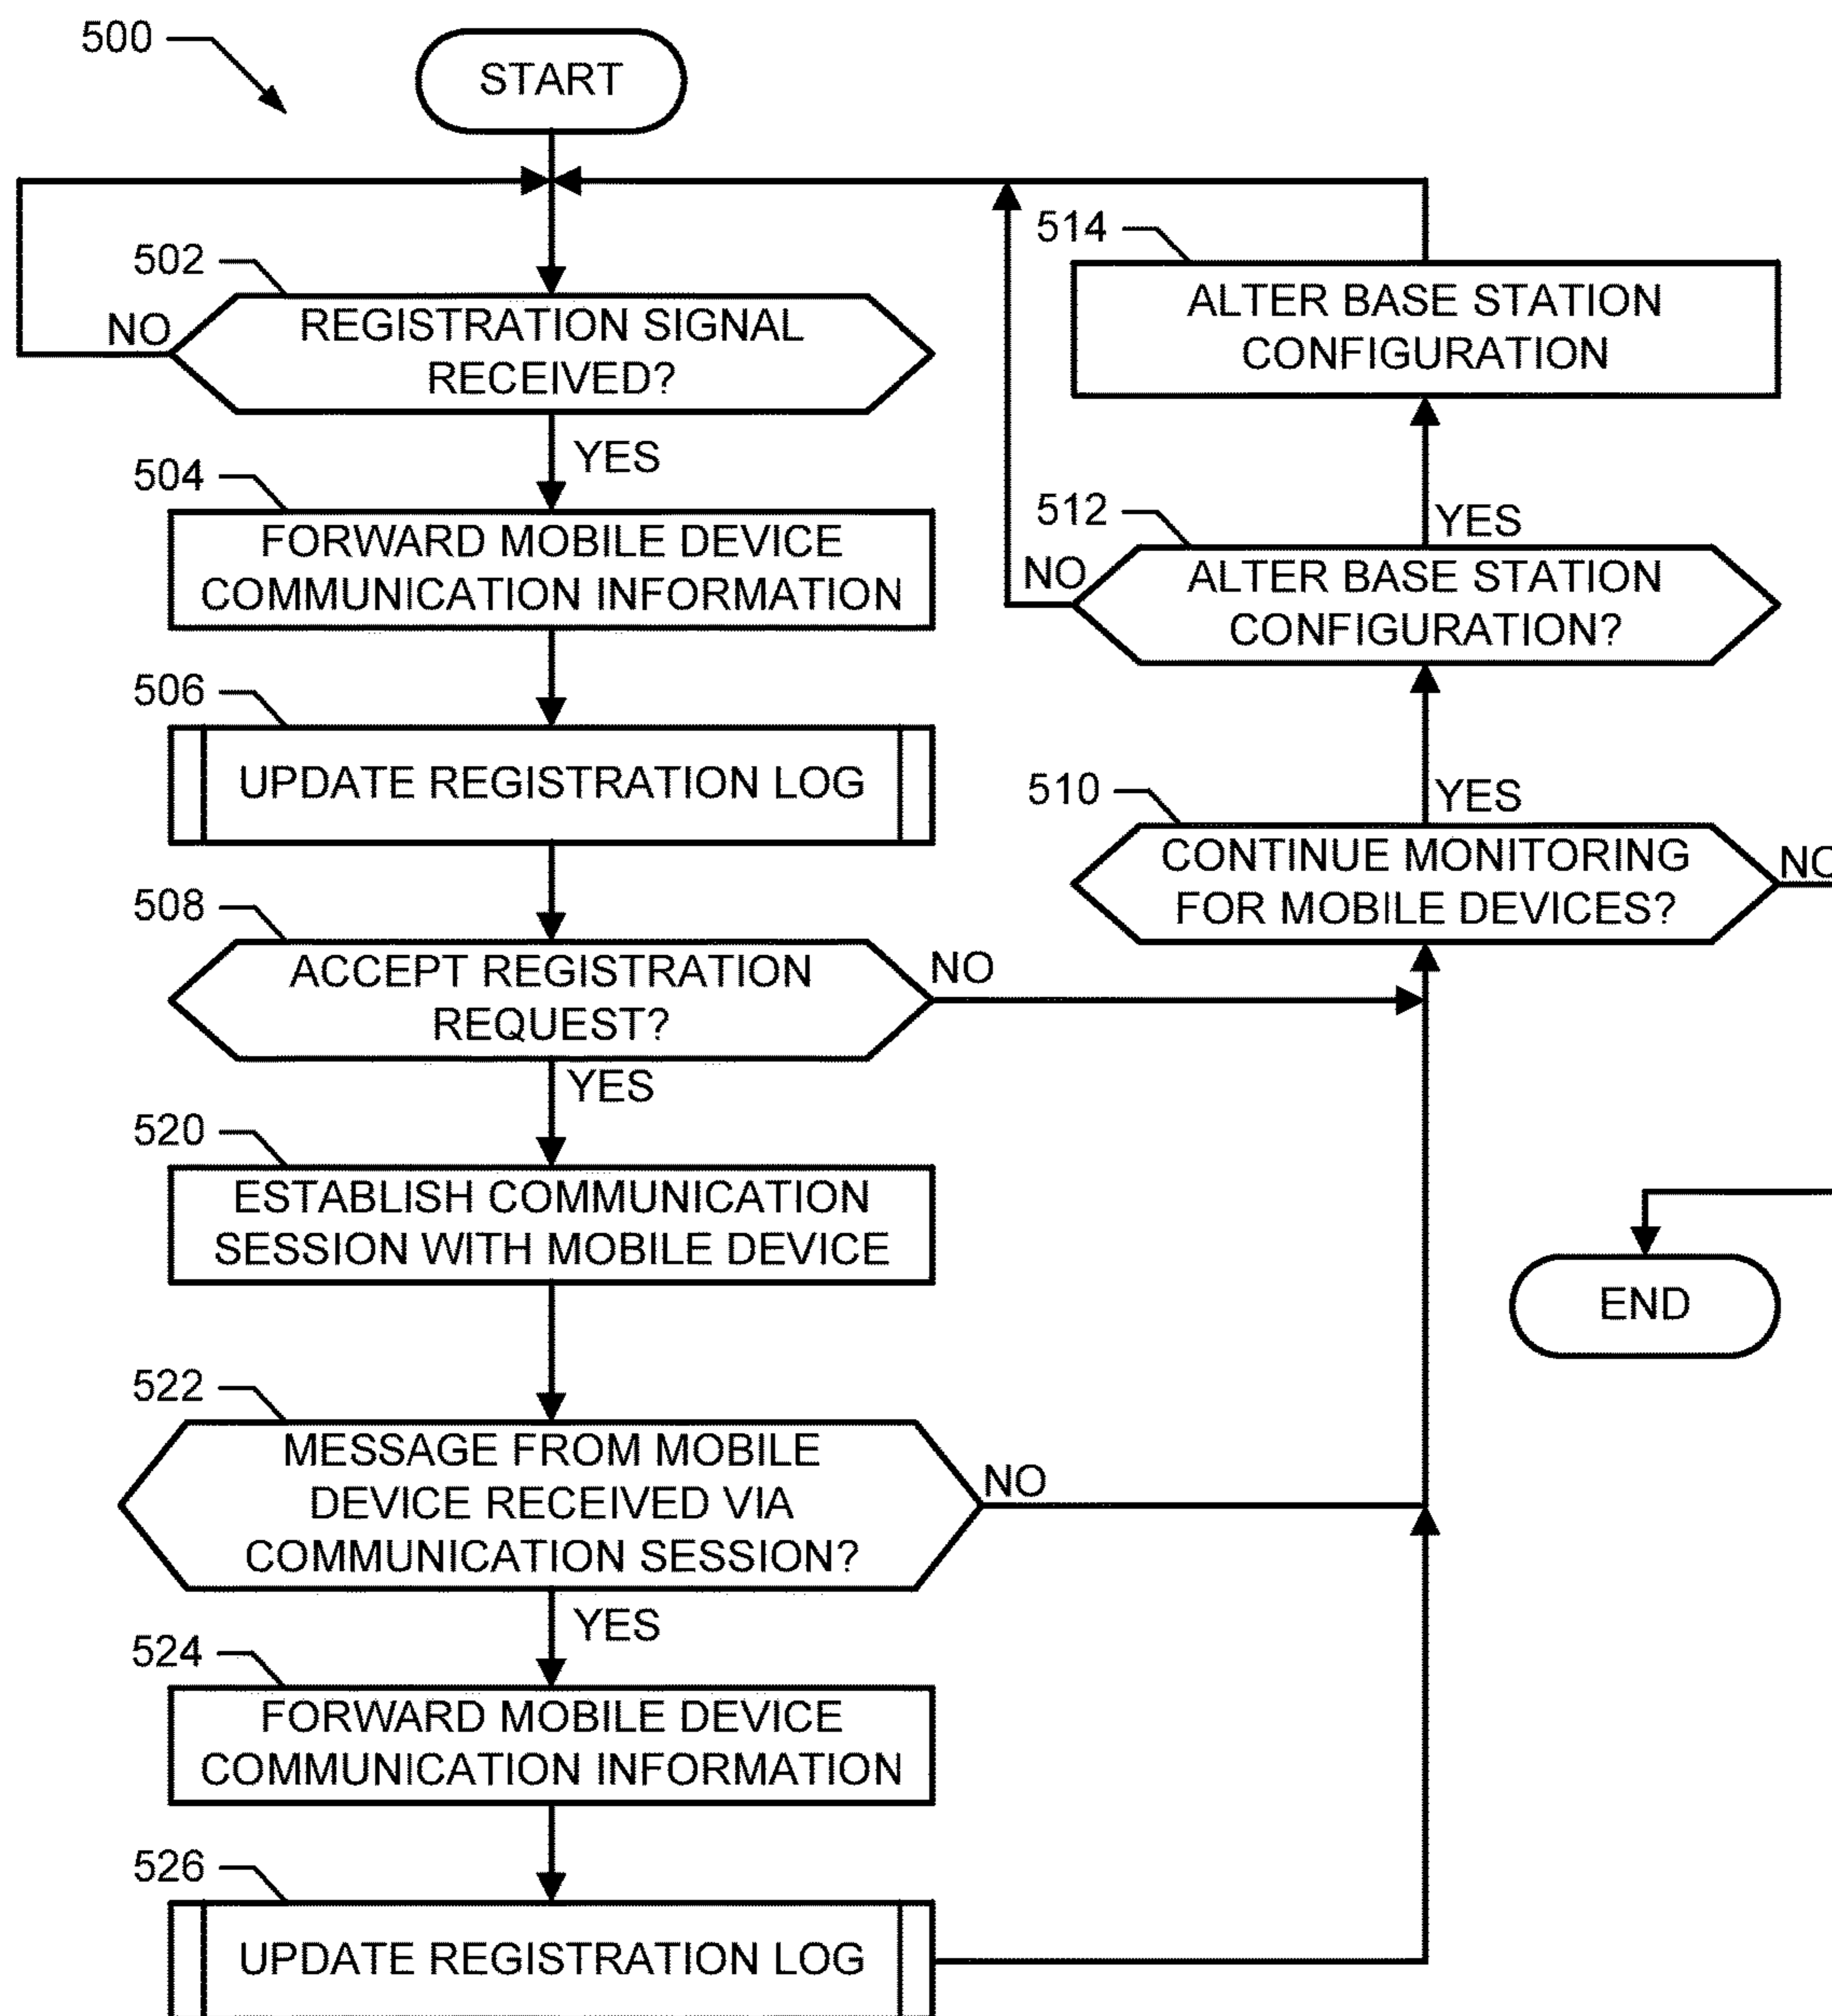 500
START
502
NO
REGISTRATION SIGNAL
RECEIVED?
YES
504
FORWARD MOBILE DEVICE
COMMUNICATION INFORMATION
506
UPDATE REGISTRATION LOG
508
ACCEPT REGISTRATION
REQUEST?
NO
YES
520
ESTABLISH COMMUNICATION
SESSION WITH MOBILE DEVICE
522
MESSAGE FROM MOBILE
DEVICE RECEIVED VIA
COMMUNICATION SESSION?
NO
YES
524
FORWARD MOBILE DEVICE
COMMUNICATION INFORMATION
526
UPDATE REGISTRATION LOG
514
ALTER BASE STATION
CONFIGURATION
512
YES
NO
ALTER BASE STATION
CONFIGURATION?
510
YES
CONTINUE MONITORING
FOR MOBILE DEVICES?
NO
END